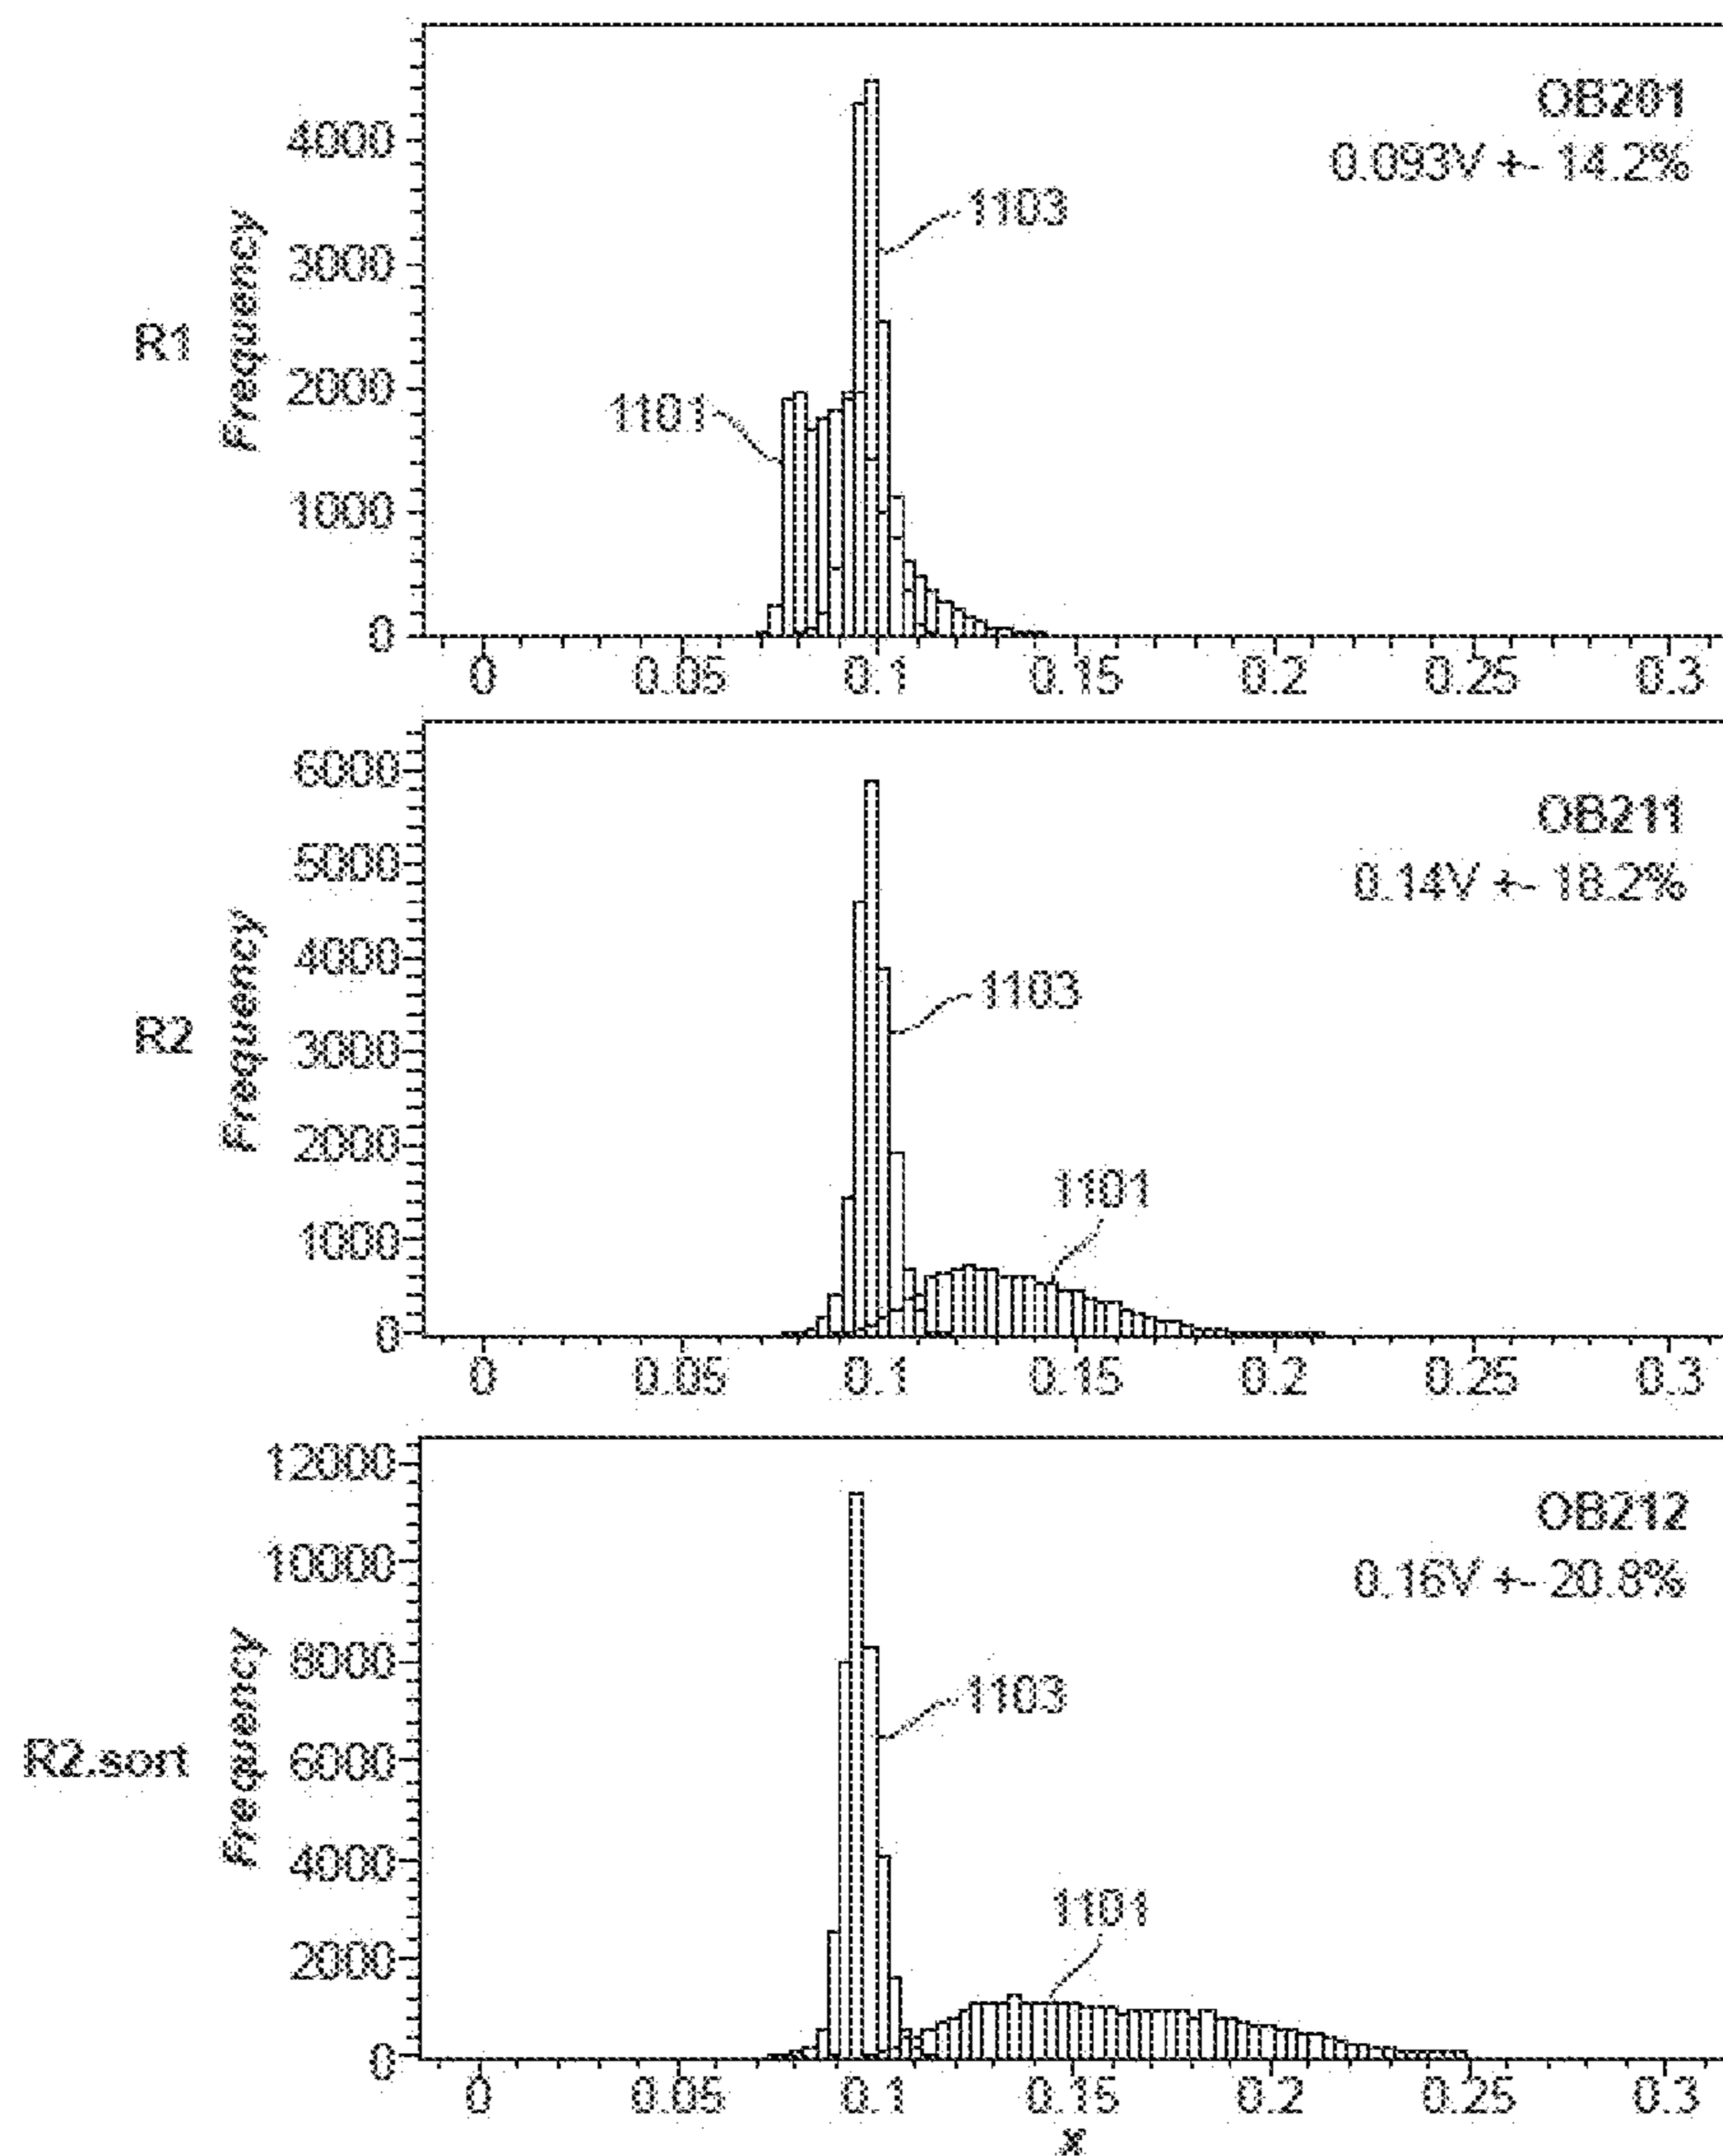 OB201
0.093V +- 14.2%
4000
3000
2000
1000
0
Frequency
R1
1103
1101
0 0.05 0.1 0.15 0.2 0.25 0.3
OB211
0.14V +- 18.2%
6000
5000
4000
3000
2000
1000
0
Frequency
R2
1103
1101
0 0.05 0.1 0.15 0.2 0.25 0.3
OB212
0.16V +- 20.8%
12000
10000
8000
6000
4000
2000
0
Frequency
R2.sort
1103
1101
0 0.05 0.1 0.15 0.2 0.25 0.3
x